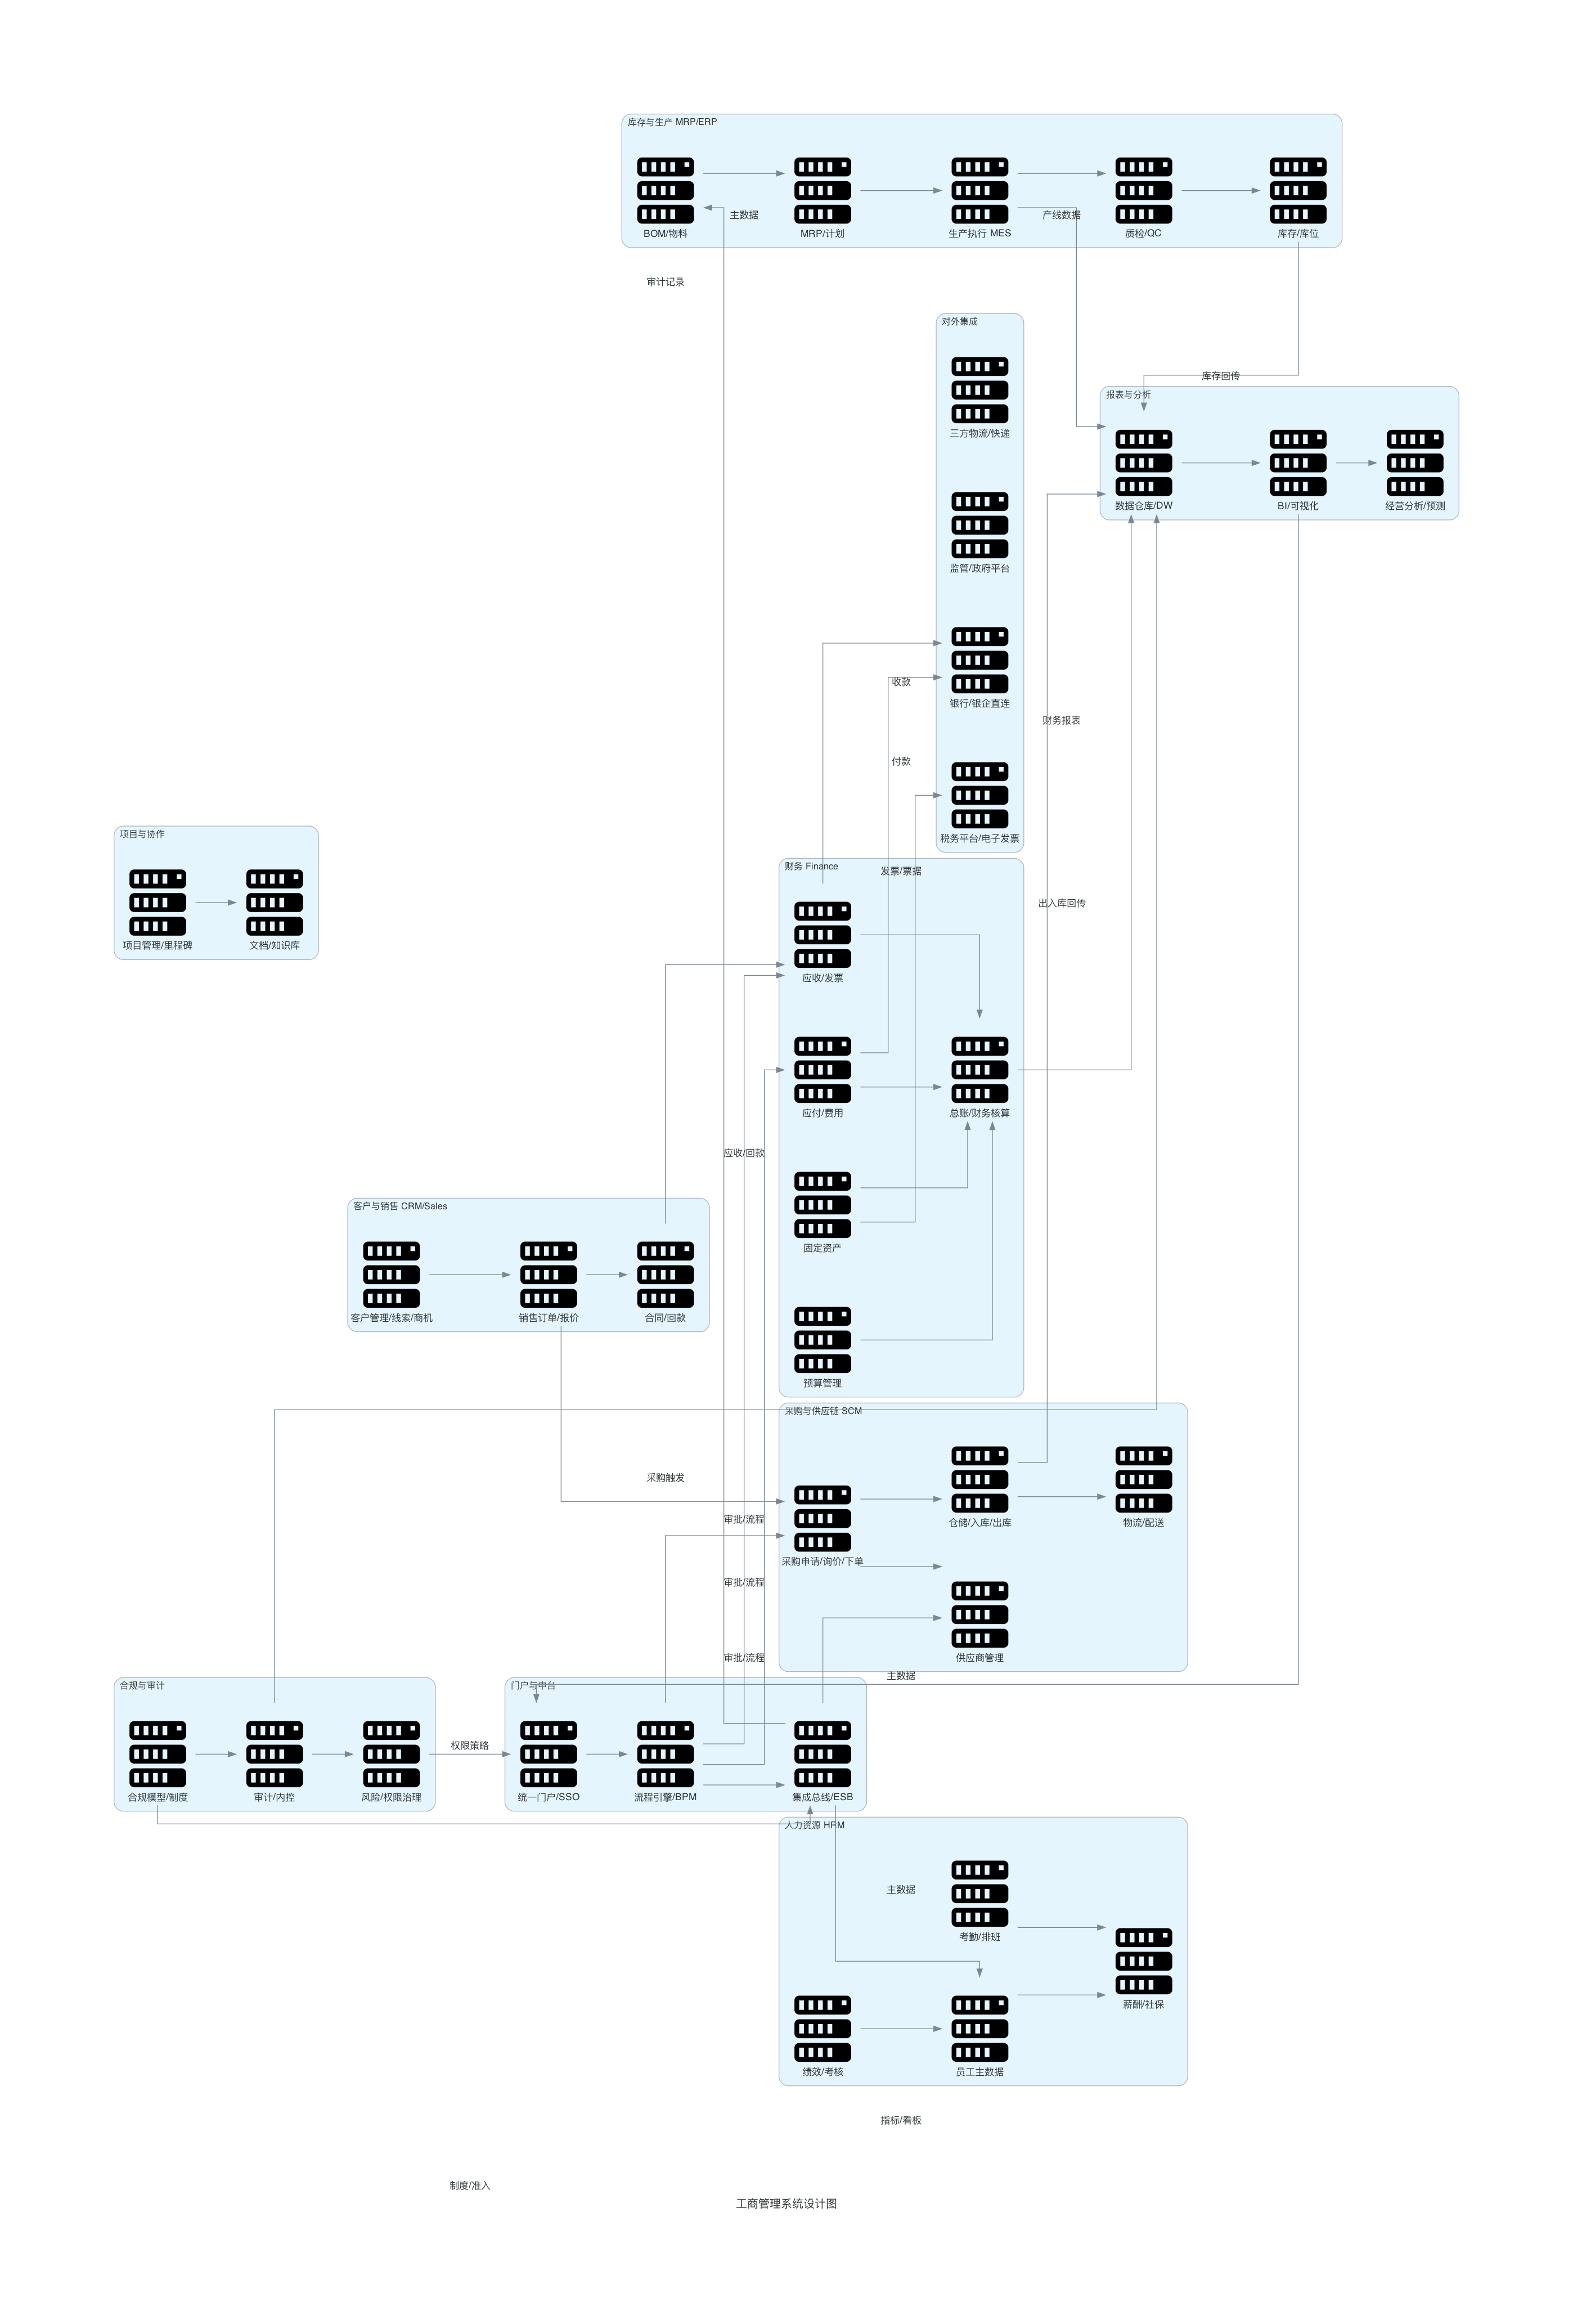 库存与生产 MRP/ERP
BOM/物料
MRP/计划
生产执行 MES
质检/QC
库存/库位
主数据
产线数据
审计记录
对外集成
三方物流/快递
监管/政府平台
银行/银企直连
税务平台/电子发票
库存回传
报表与分析
数据仓库/DW
BI/可视化
经营分析/预测
收款
付款
财务报表
发票/票据
出入库回传
项目与协作
项目管理/里程碑
文档/知识库
财务 Finance
应收/发票
应付/费用
总账/财务核算
固定资产
预算管理
应收/回款
客户与销售 CRM/Sales
客户管理/线索/商机
销售订单/报价
合同/回款
采购与供应链 SCM
采购申请/询价/下单
仓储/入库/出库
物流/配送
供应商管理
采购触发
审批/流程
审批/流程
审批/流程
主数据
合规与审计
合规模型/制度
审计/内控
风险/权限治理
权限策略
门户与中台
统一门户/SSO
流程引擎/BPM
集成总线/ESB
人力资源 HRM
主数据
考勤/排班
薪酬/社保
绩效/考核
员工主数据
指标/看板
制度/准入
工商管理系统设计图